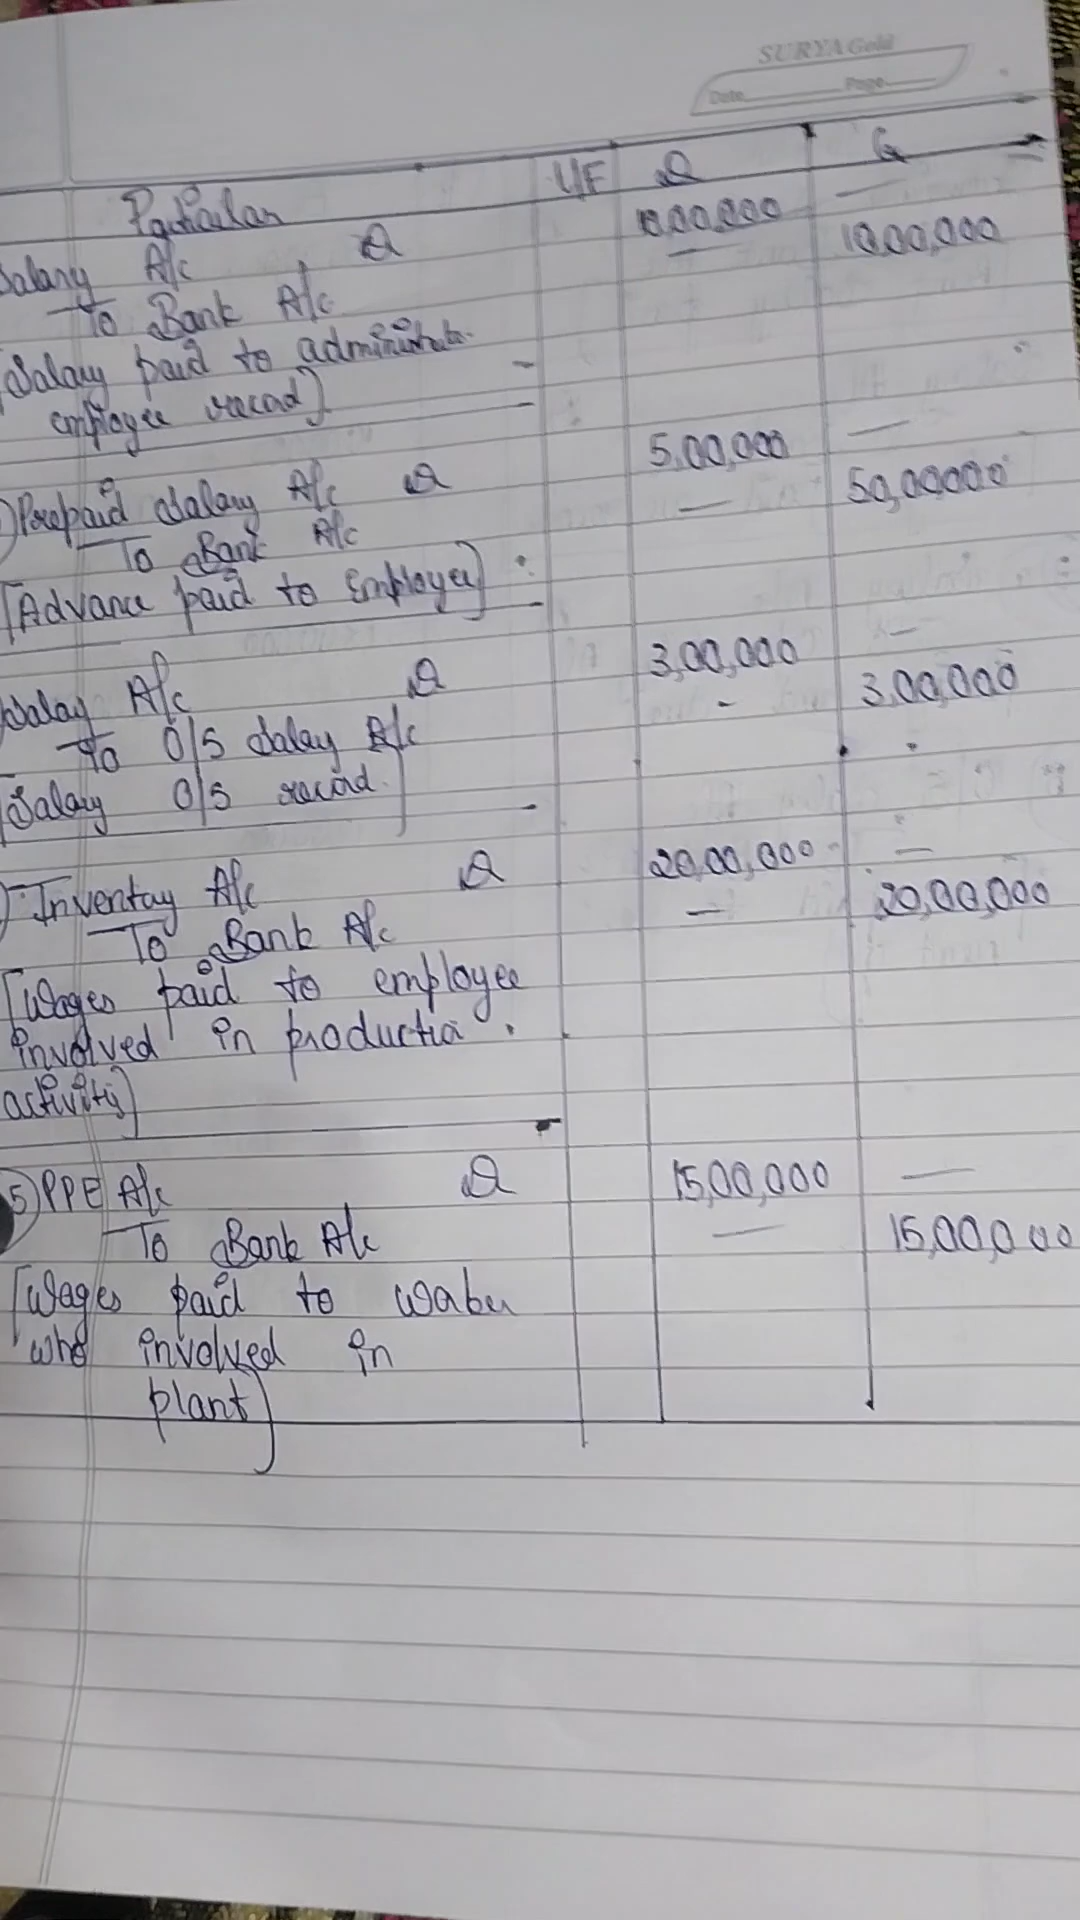 SURYA Gold
Date Page
Particular L/F Dr Cr
Salary A/c Dr 10,00,000 —
To Bank A/c — 10,00,000
Salary paid to administrat.
employee record]
Prepaid Salary A/c Dr 5,00,000 —
To Bank A/c — 50,00000
[Advance paid to Employee]
Salary A/c Dr 3,00,000 —
To O/S Salary A/c - 3,00,000
Salary O/S record]
Inventory A/c Dr 20,00,000 —
To Bank A/c — 20,00,000
[Wages paid to employee
involved in production
activity]
5) PPE A/c Dr 15,00,000 —
To Bank A/c — 15,00,000
[Wages paid to worker
who involved in
plant]